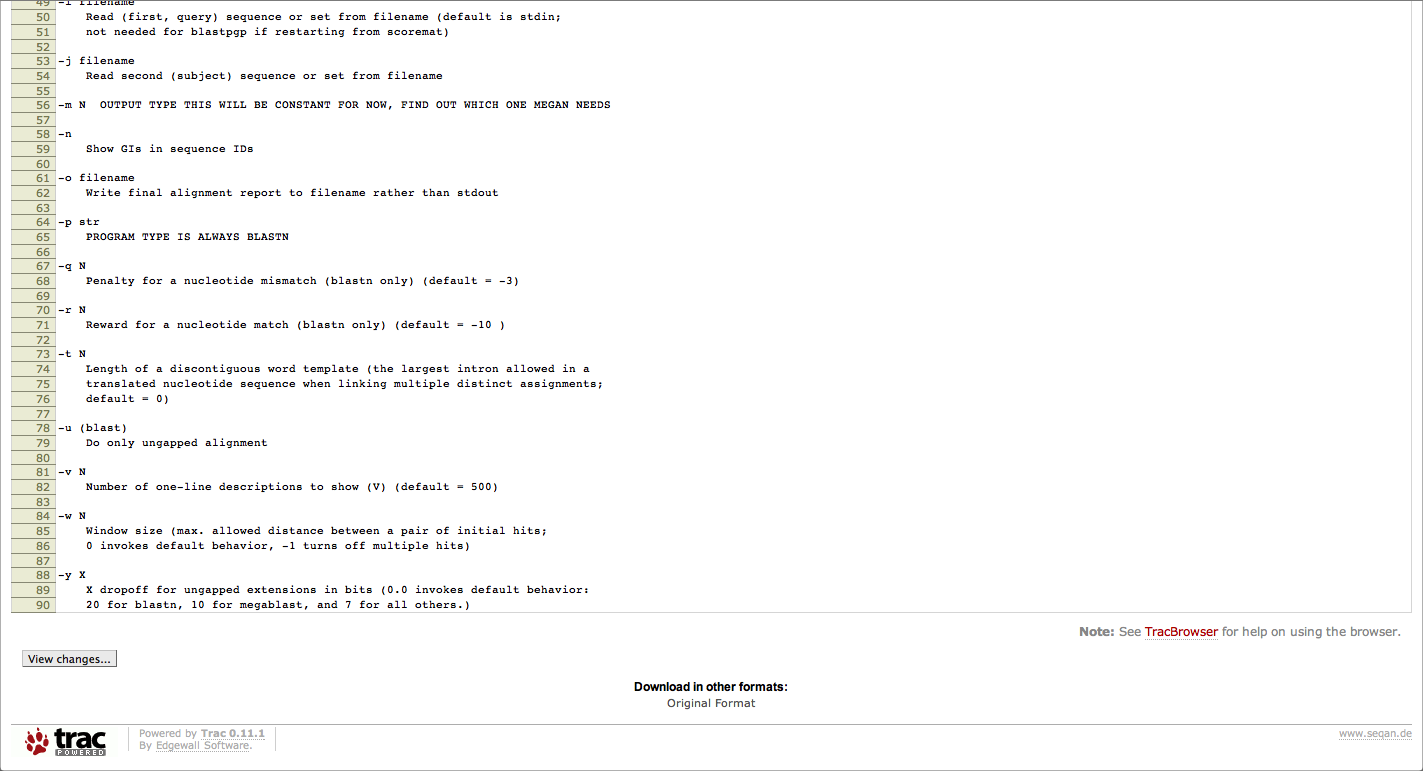 49 -i filename
50 Read (first, query) sequence or set from filename (default is stdin;
51 not needed for blastpgp if restarting from scoremat)
52
53 -j filename
54 Read second (subject) sequence or set from filename
55
56 -m N  OUTPUT TYPE THIS WILL BE CONSTANT FOR NOW, FIND OUT WHICH ONE MEGAN NEEDS
57
58 -n
59 Show GIs in sequence IDs
60
61 -o filename
62 Write final alignment report to filename rather than stdout
63
64 -p str
65 PROGRAM TYPE IS ALWAYS BLASTN
66
67 -q N
68 Penalty for a nucleotide mismatch (blastn only) (default = -3)
69
70 -r N
71 Reward for a nucleotide match (blastn only) (default = -10 )
72
73 -t N
74 Length of a discontiguous word template (the largest intron allowed in a
75 translated nucleotide sequence when linking multiple distinct assignments;
76 default = 0)
77
78 -u (blast)
79 Do only ungapped alignment
80
81 -v N
82 Number of one-line descriptions to show (V) (default = 500)
83
84 -w N
85 Window size (max. allowed distance between a pair of initial hits;
86 0 invokes default behavior, -1 turns off multiple hits)
87
88 -y X
89 X dropoff for ungapped extensions in bits (0.0 invokes default behavior:
90 20 for blastn, 10 for megablast, and 7 for all others.)
Note: See TracBrowser for help on using the browser.
View changes...
Download in other formats:
Original Format
trac
POWERED
Powered by Trac 0.11.1
By Edgewall Software.
www.seqan.de